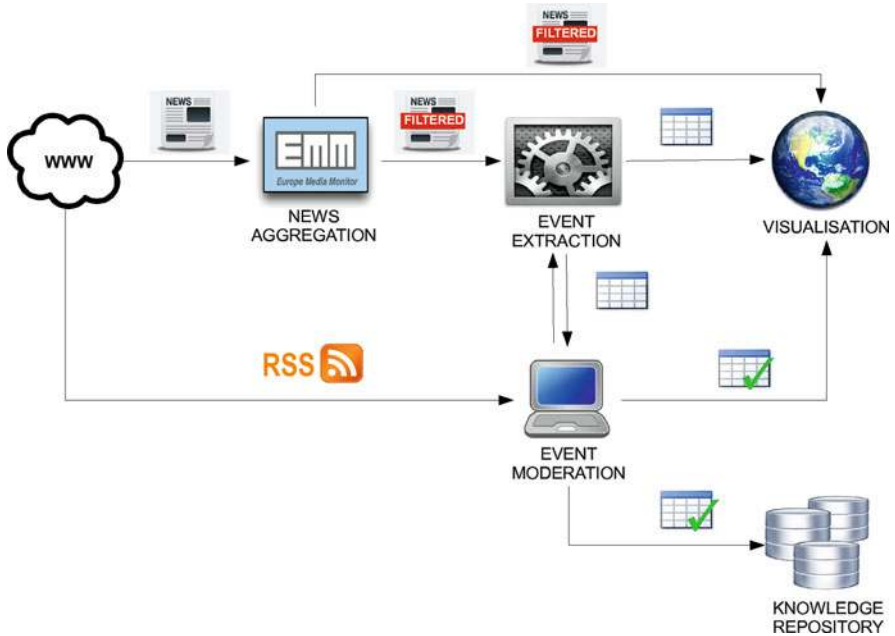 NEWS
FILTERED
NEWS
NEWS
FILTERED
WWW
EMM
Europe Media Monitor
NEWS
AGGREGATION
EVENT
EXTRACTION
VISUALISATION
RSS
EVENT
MODERATION
KNOWLEDGE
REPOSITORY